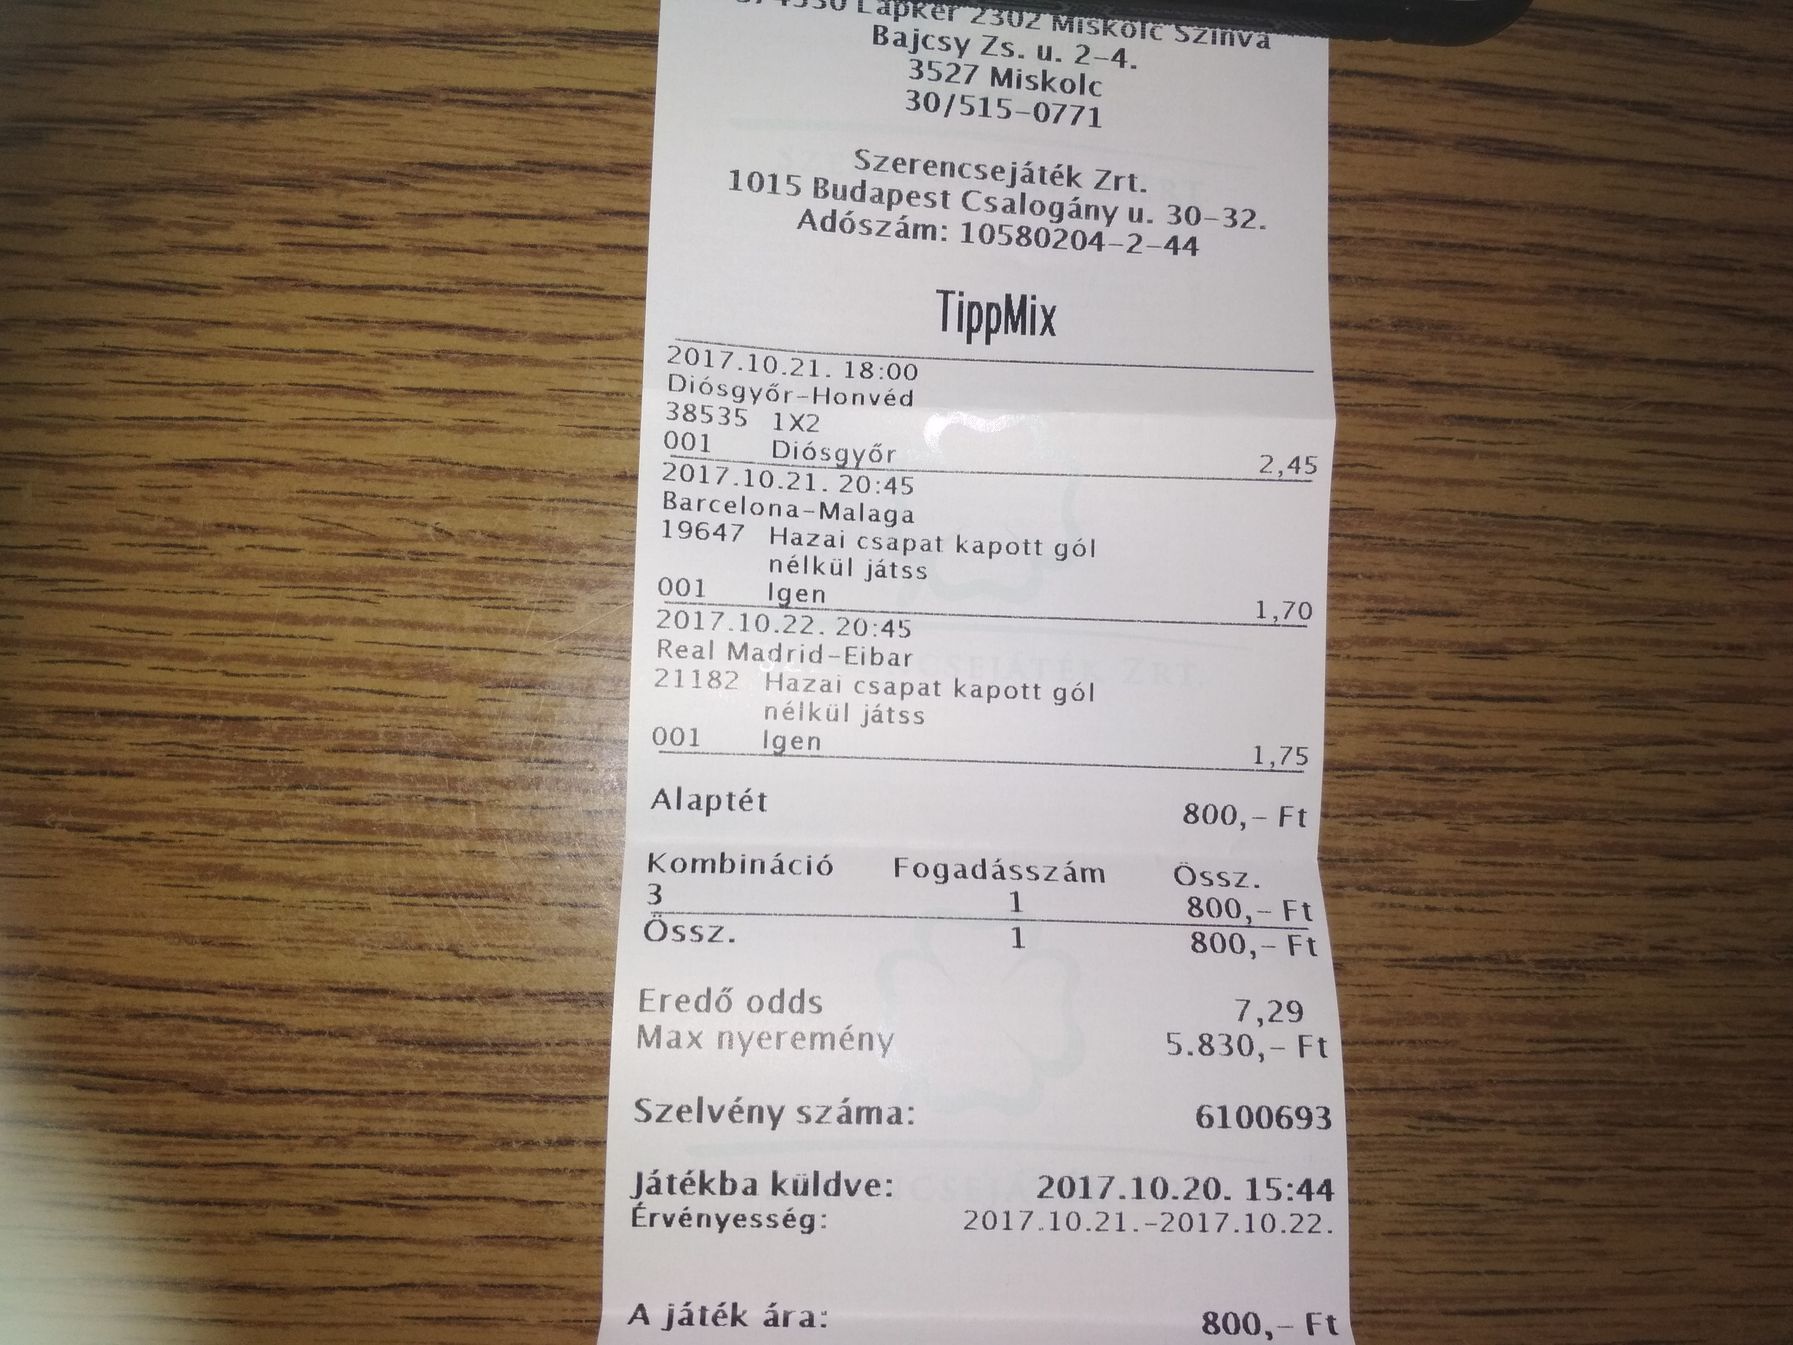 Lapker 2302 Miskolc Szinva
Bajcsy Zs. u. 2-4.
3527 Miskolc
30/515-0771
Szerencsejáték Zrt.
1015 Budapest Csalogány u. 30-32.
Adószám: 10580204-2-44
TippMix
2017.10.21. 18:00
Diósgyőr-Honvéd
38535 1X2
001 Diósgyőr 2,45
2017.10.21. 20:45
Barcelona-Malaga
19647 Hazai csapat kapott gól
nélkül játss
001 Igen 1,70
2017.10.22. 20:45
Real Madrid-Eibar
21182 Hazai csapat kapott gól
nélkül játss
001 Igen 1,75
Alaptét 800,- Ft
Kombináció Fogadásszám Össz.
3 1 800,- Ft
Össz. 1 800,- Ft
Eredő odds 7,29
Max nyeremény 5.830,- Ft
Szelvény száma: 6100693
Játékba küldve: 2017.10.20. 15:44
Érvényesség: 2017.10.21.-2017.10.22.
A játék ára: 800,- Ft